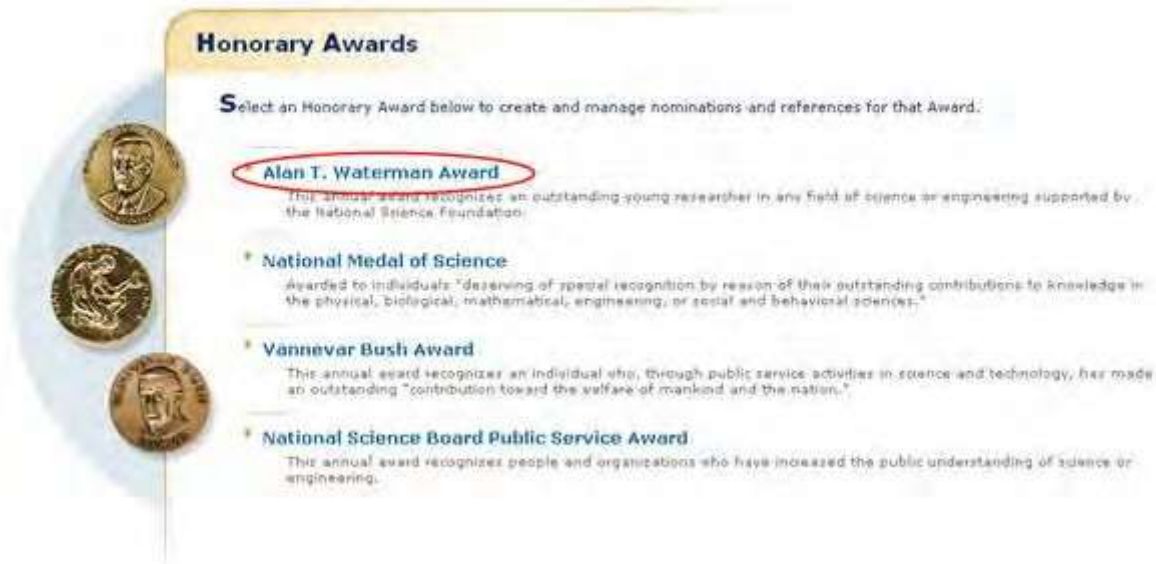 Honorary Awards
Select an Honorary Award below to create and manage nominations and references for that Award.
Alan T. Waterman Award
This annual award recognizes an outstanding young researcher in any field of science or engineering supported by
the National Science Foundation.
National Medal of Science
Awarded to individuals "deserving of special recognition by reason of their outstanding contributions to knowledge in
the physical, biological, mathematical, engineering, or social and behavioral sciences."
Vannevar Bush Award
This annual award recognizes an individual who, through public service activities in science and technology, has made
an outstanding "contribution toward the welfare of mankind and the nation."
National Science Board Public Service Award
This annual award recognizes people and organizations who have increased the public understanding of science or
engineering.